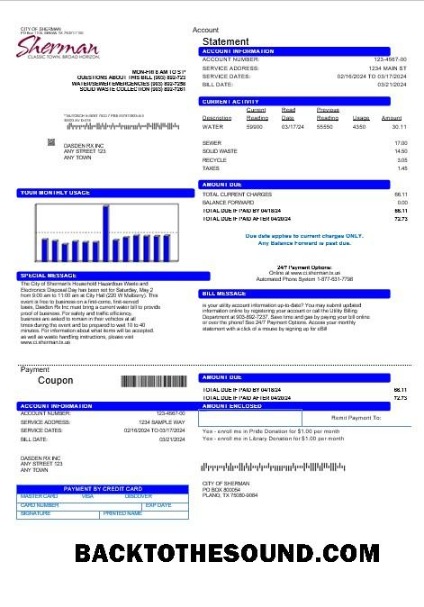 CITY OF SHERMAN
Sherman
CLASSIC TOWN. BROAD HORIZON.
MON-FRI 8 AM TO 5
QUESTIONS ABOUT THIS BILL (903) 892-723
WATER/SEWER EMERGENCIES (903) 892-7258
SOLID WASTE COLLECTION (903) 892-7261
DASDEN RX INC
ANY STREET 123
ANY TOWN
Account
Statement
ACCOUNT INFORMATION
ACCOUNT NUMBER: 123-4567-00
SERVICE ADDRESS: 1234 MAIN ST
SERVICE DATES: 02/16/2024 TO 03/17/2024
BILL DATE: 03/21/2024
CURRENT ACTIVITY
Current Read Previous
Description Reading Date Reading Usage Amount
WATER 59900 03/17/24 55550 4350 30.11
SEWER 17.00
SOLID WASTE 14.50
RECYCLE 3.05
TAXES 1.45
AMOUNT DUE
TOTAL CURRENT CHARGES 66.11
BALANCE FORWARD 0.00
TOTAL DUE IF PAID BY 04/18/24 66.11
TOTAL DUE IF PAID AFTER 04/20/24 72.73
Due date applies to current charges ONLY.
Any Balance Forward is past due.
YOUR MONTHLY USAGE
SPECIAL MESSAGE
The City of Sherman's Household Hazardous Waste and
Electronics Disposal Day has been set for Saturday, May 2
from 9:00 am to 11:00 am at City Hall (220 W Mulberry). This
event is free to business on a first-come, first-served
basis. Dasden Rx Inc must bring a current water bill to provide
proof of business. For safety and traffic efficiency,
businesses are asked to remain in their vehicles at all
times during the event and be prepared to wait 10 to 40
minutes. For information about what items will be accepted
as well as waste handling instructions, please visit
www.ci.sherman.tx.us
24/7 Payment Options:
Online at www.ci.sherman.tx.us
Automated Phone System 1-877-651-7798
BILL MESSAGE
Is your utility account information up-to-date? You may submit updated
information online by registering your account or call the Utility Billing
Department at 903-892-7237. Save time and gas by paying your bill online
or over the phone! See 24/7 Payment Options. Access your monthly
statement with a click of a mouse by signing up for eBill
Payment
Coupon
ACCOUNT INFORMATION
ACCOUNT NUMBER: 123-4567-00
SERVICE ADDRESS: 1234 SAMPLE WAY
SERVICE DATES: 02/16/2024 TO 03/17/2024
BILL DATE: 03/21/2024
DASDEN RX INC
ANY STREET 123
ANY TOWN
PAYMENT BY CREDIT CARD
MASTER CARD VISA DISCOVER
CARD NUMBER EXP DATE
SIGNATURE PRINTED NAME
AMOUNT DUE
TOTAL DUE IF PAID BY 04/18/24 66.11
TOTAL DUE IF PAID AFTER 04/20/24 72.73
AMOUNT ENCLOSED
Remit Payment To:
Yes - enroll me in Pride Donation for $1.00 per month
Yes - enroll me in Library Donation for $1.00 per month
CITY OF SHERMAN
PO BOX 800054
PLANO, TX 75080-0064
BACKTOTHESOUND.COM